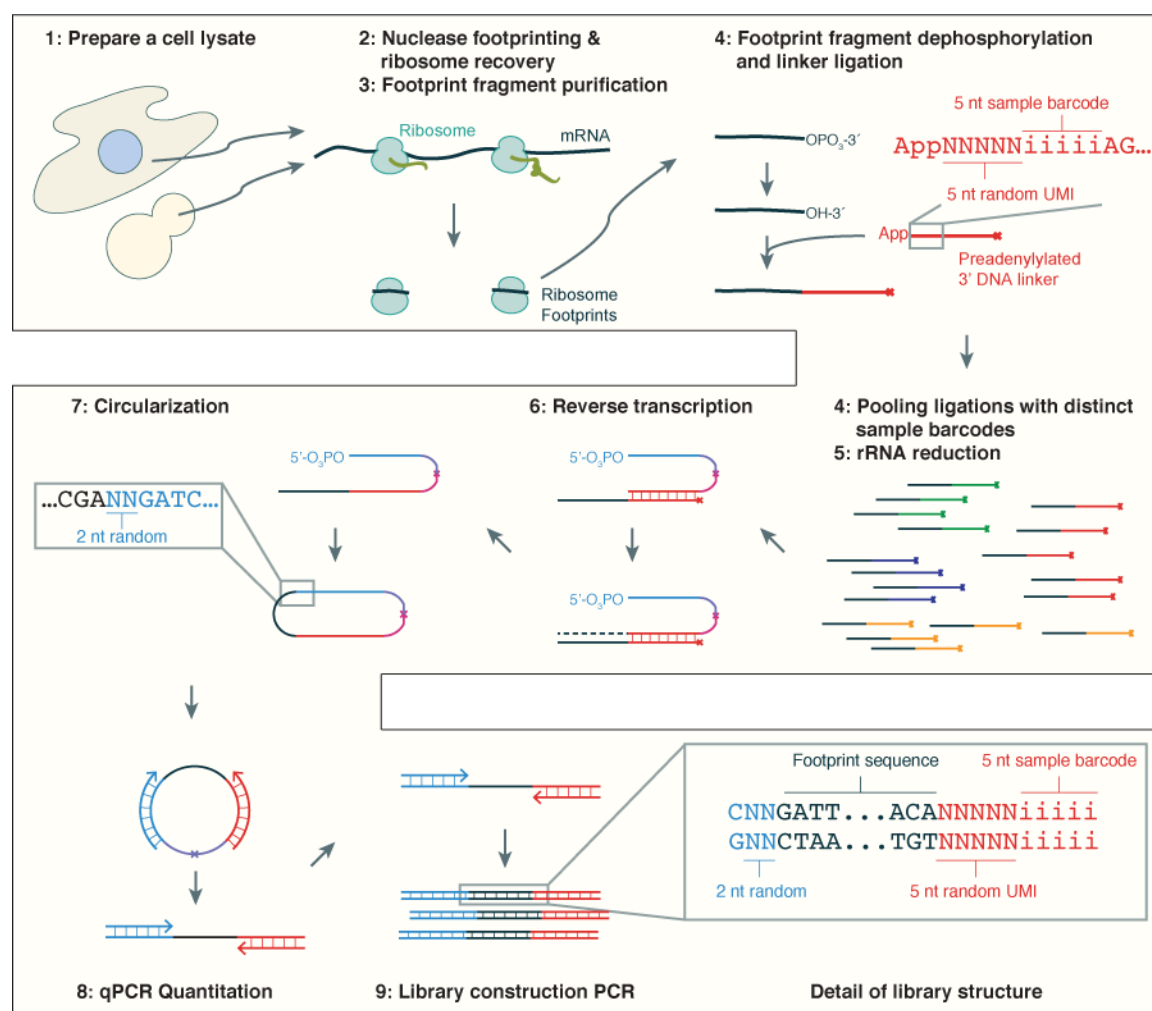 1: Prepare a cell lysate
2: Nuclease footprinting &
ribosome recovery
3: Footprint fragment purification
Ribosome
mRNA
Ribosome
Footprints
4: Footprint fragment dephosphorylation
and linker ligation
OPO₃-3´
OH-3´
5 nt sample barcode
AppNNNNNiiiiiAG...
5 nt random UMI
App
Preadenylylated
3´ DNA linker
7: Circularization
5'-O₃PO
...CGANNGATC...
2 nt random
6: Reverse transcription
5'-O₃PO
5'-O₃PO
4: Pooling ligations with distinct
sample barcodes
5: rRNA reduction
8: qPCR Quantitation
9: Library construction PCR
Footprint sequence
5 nt sample barcode
CNNGATT...ACANNNNNiiiii
GNNCTAA...TGTNNNNNiiiii
2 nt random
5 nt random UMI
Detail of library structure